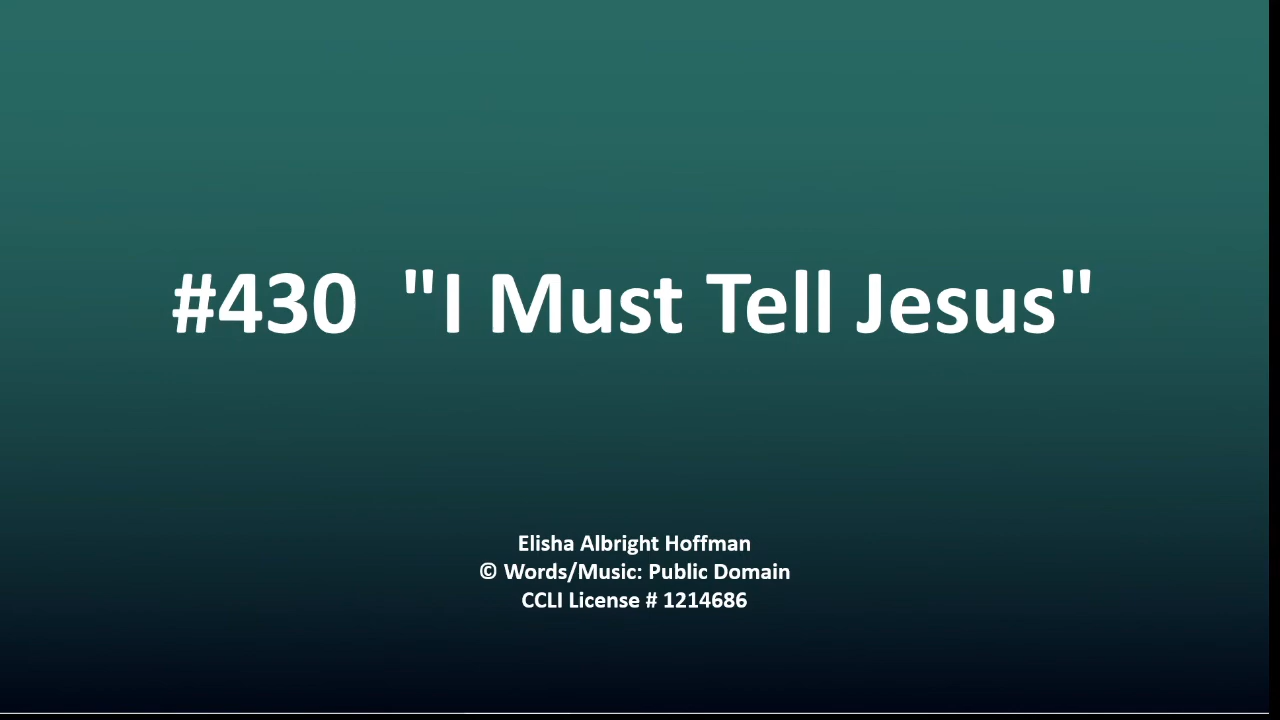 #430  "I Must Tell Jesus"
Elisha Albright Hoffman
© Words/Music: Public Domain
CCLI License # 1214686